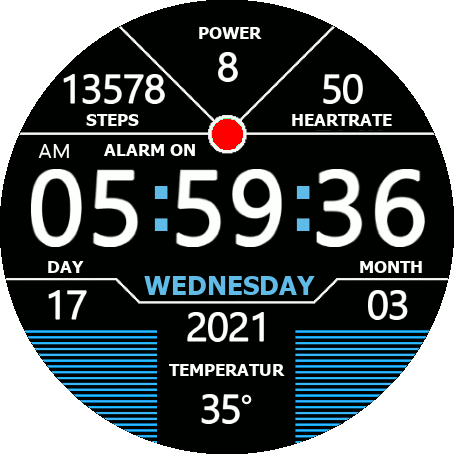 POWER
8
13578
50
STEPS
HEARTRATE
AM
ALARM ON
05:59:36
DAY
MONTH
WEDNESDAY
17
03
2021
TEMPERATUR
35°